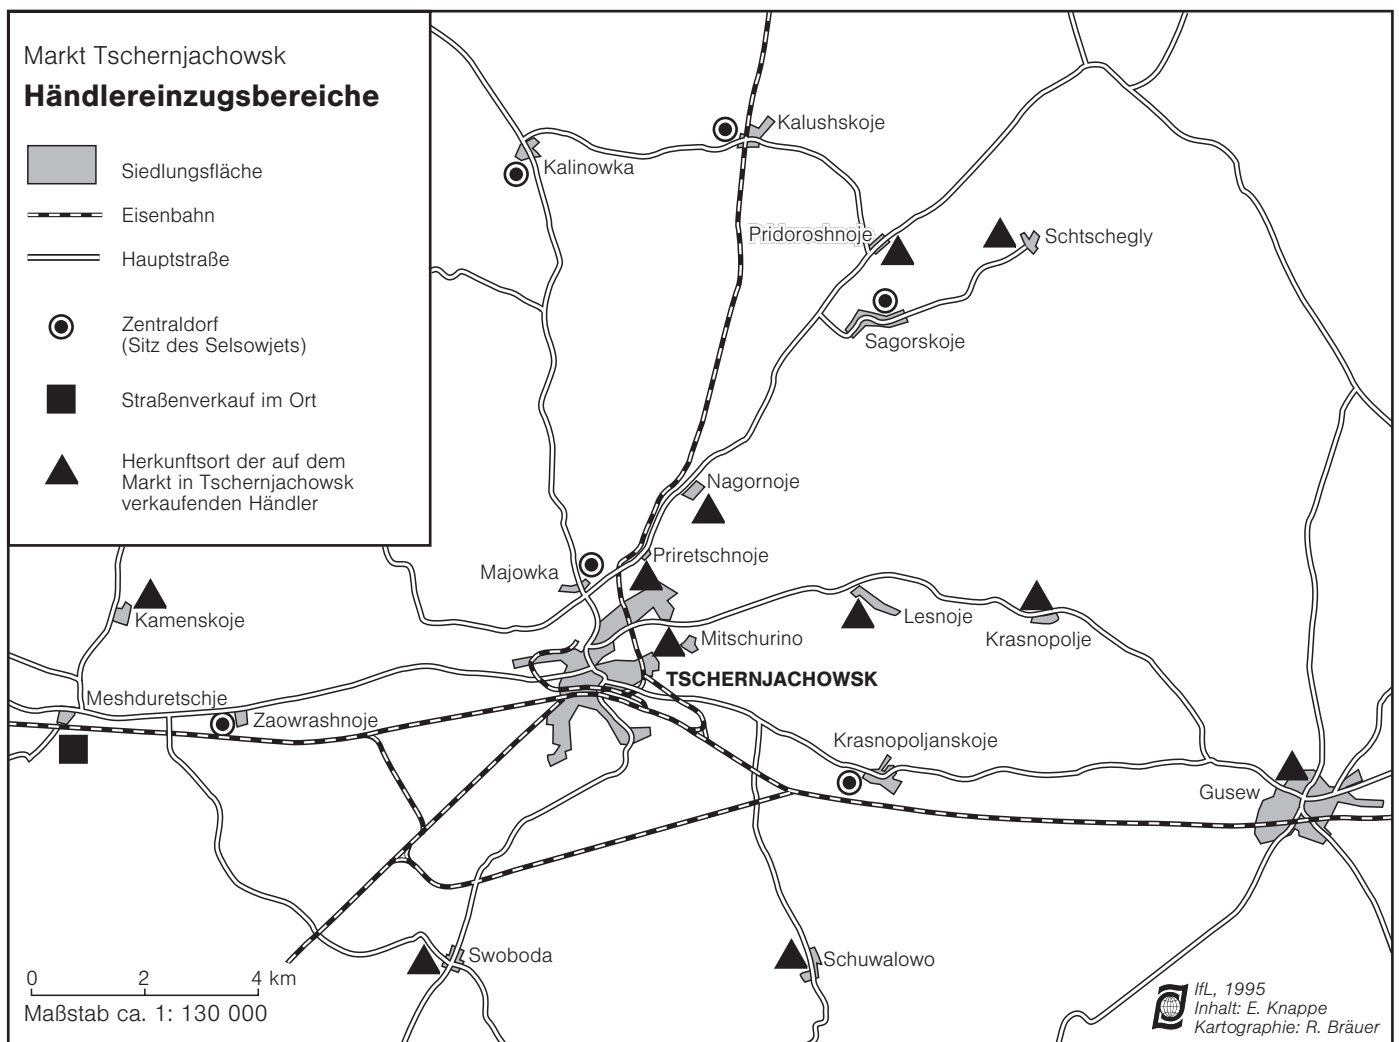 Markt Tschernjachowsk
Händlereinzugsbereiche
Siedlungsfläche
Eisenbahn
Hauptstraße
Zentraldorf
(Sitz des Selsowjets)
Straßenverkauf im Ort
Herkunftsort der auf dem
Markt in Tschernjachowsk
verkaufenden Händler
Kalushskoje
Kalinowka
Pridoroshnoje
Schtschegly
Sagorskoje
Nagornoje
Priretschnoje
Majowka
Kamenskoje
Lesnoje
Krasnopolje
Mitschurino
TSCHERNJACHOWSK
Meshduretschje
Zaowrashnoje
Krasnopoljanskoje
Gusew
Swoboda
Schuwalowo
0 2 4 km
Maßstab ca. 1: 130 000
IfL, 1995
Inhalt: E. Knappe
Kartographie: R. Bräuer